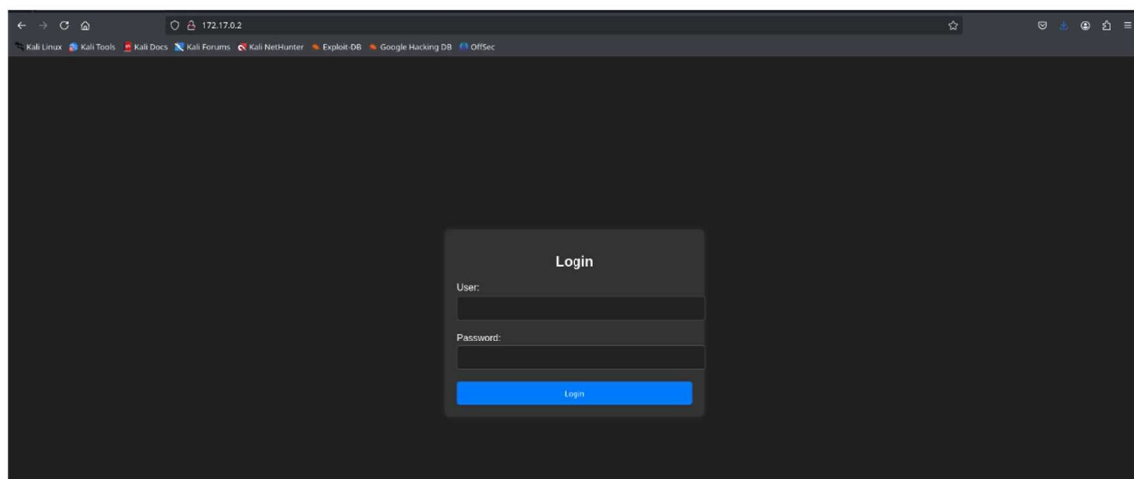 172.17.0.2
Kali Linux Kali Tools Kali Docs Kali Forums Kali NetHunter Exploit-DB Google Hacking DB OffSec
Login
User:
Password:
Login